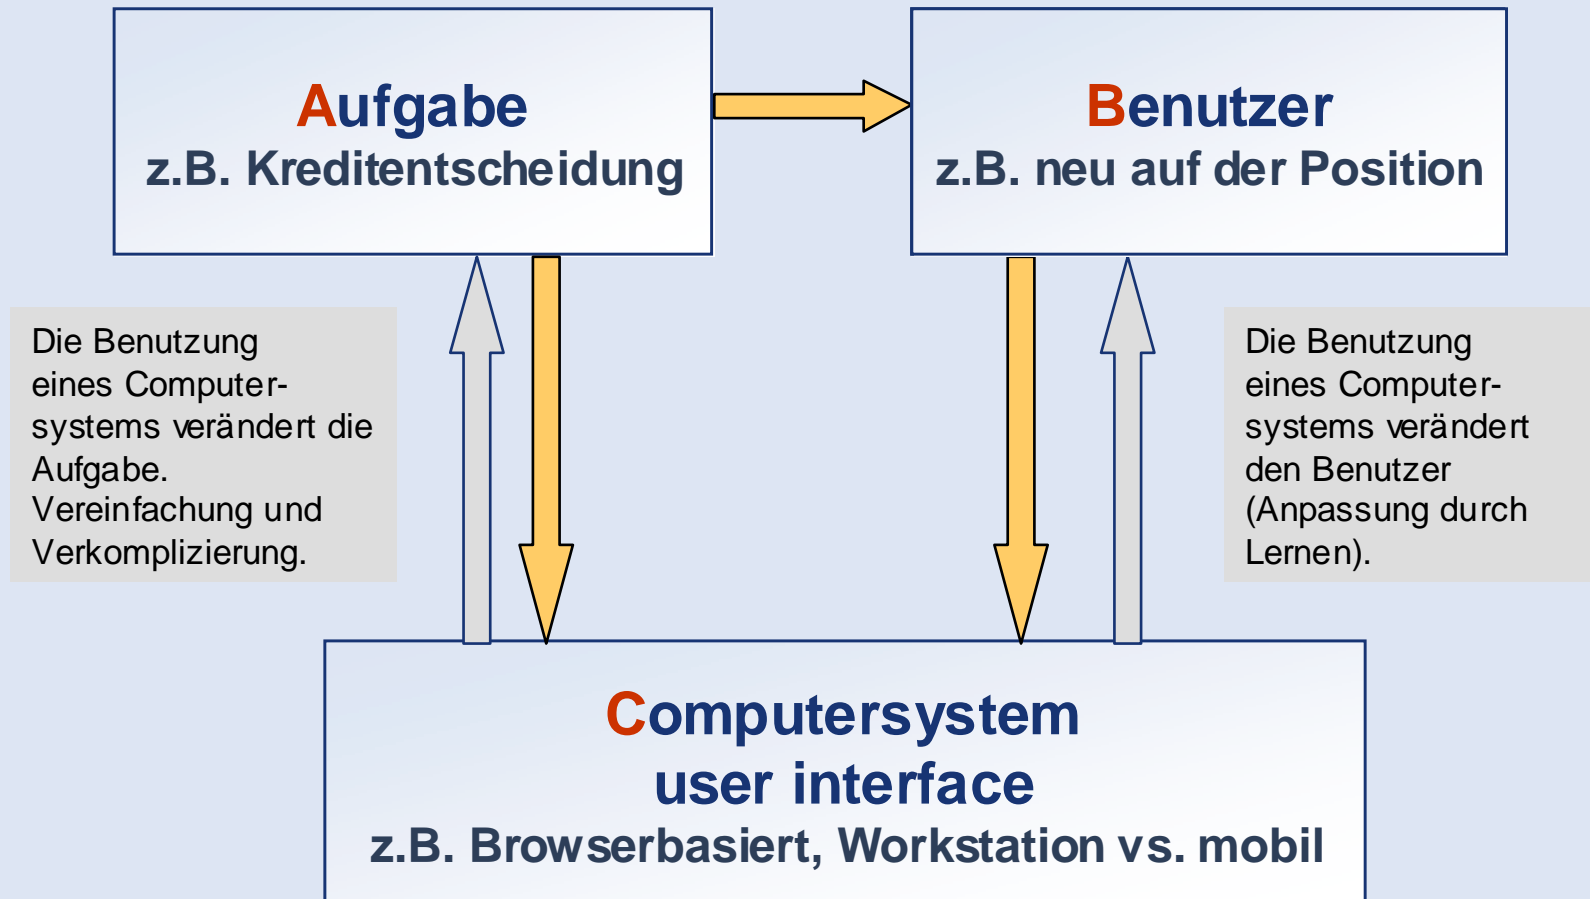 Aufgabe
z.B. Kreditentscheidung
Benutzer
z.B. neu auf der Position
Die Benutzung
eines Computer-
systems verändert die
Aufgabe.
Vereinfachung und
Verkomplizierung.
Die Benutzung
eines Computer-
systems verändert
den Benutzer
(Anpassung durch
Lernen).
Computersystem
user interface
z.B. Browserbasiert, Workstation vs. mobil